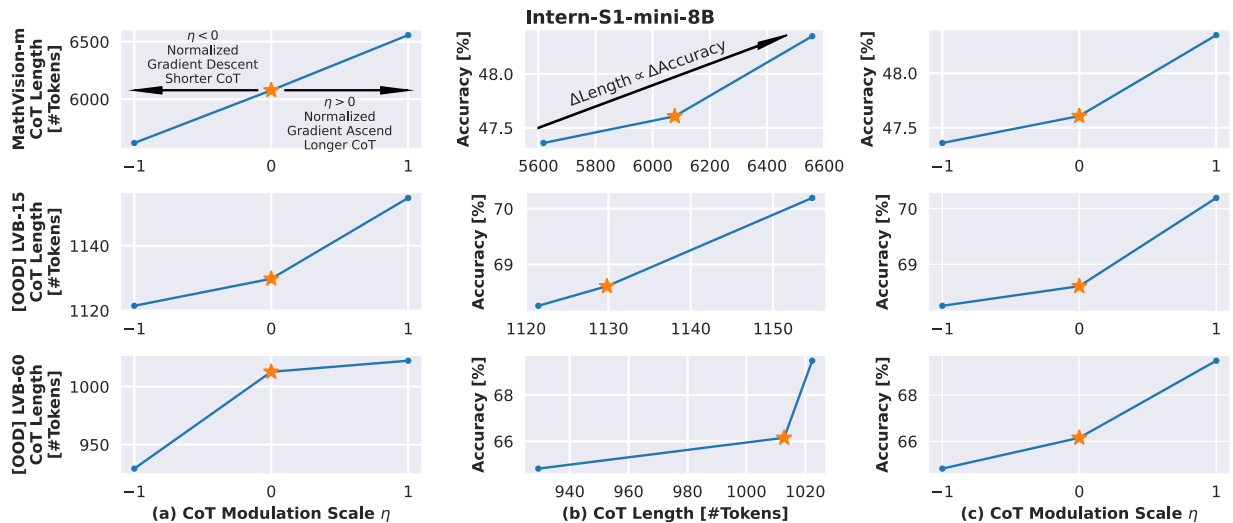 Intern-S1-mini-8B
MathVision-m
CoT Length
[#Tokens]
6500
6000
η<0
Normalized
Gradient Descent
Shorter CoT
η>0
Normalized
Gradient Ascend
Longer CoT
−1 0 1
Accuracy [%]
48.0
47.5
ΔLength ∝ ΔAccuracy
5600 5800 6000 6200 6400 6600
Accuracy [%]
48.0
47.5
−1 0 1
[OOD] LVB-15
CoT Length
[#Tokens]
1140
1120
−1 0 1
Accuracy [%]
70
69
1120 1130 1140 1150
Accuracy [%]
70
69
−1 0 1
[OOD] LVB-60
CoT Length
[#Tokens]
1000
950
−1 0 1
(a) CoT Modulation Scale η
Accuracy [%]
68
66
940 960 980 1000 1020
(b) CoT Length [#Tokens]
Accuracy [%]
68
66
−1 0 1
(c) CoT Modulation Scale η